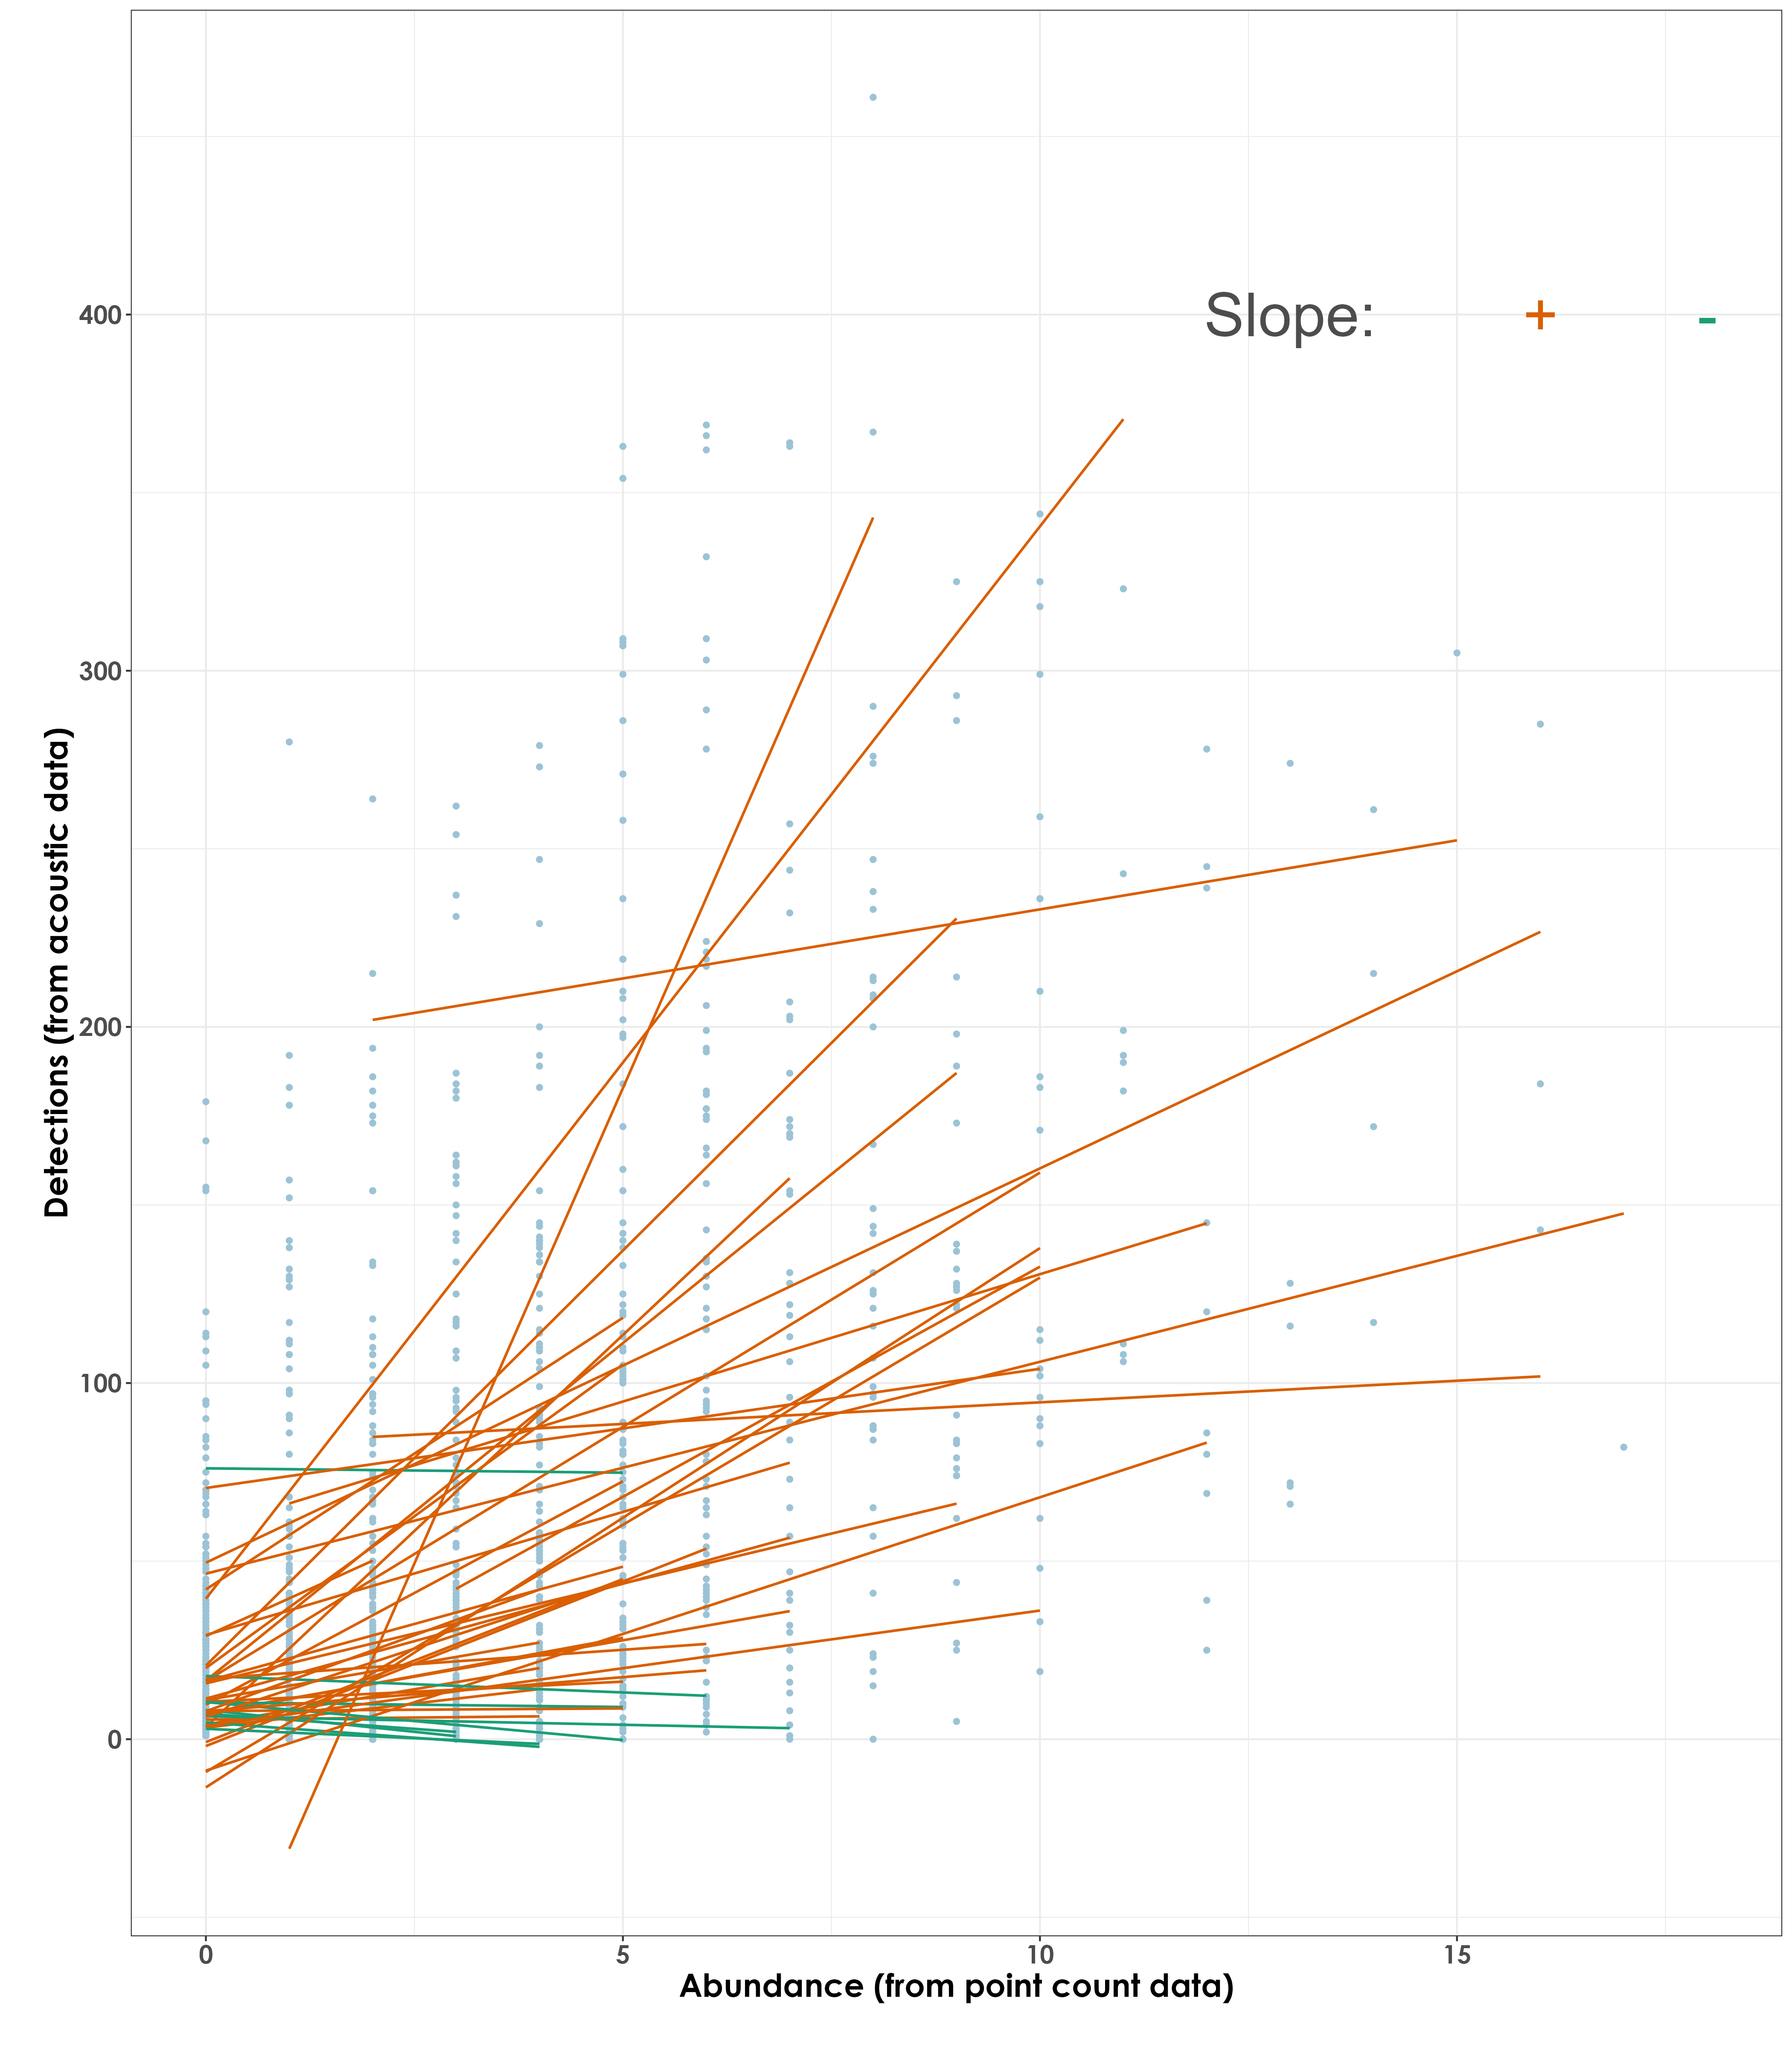 400
Slope: + -
300
200
100
0
Detections (from acoustic data)
0 5 10 15
Abundance (from point count data)